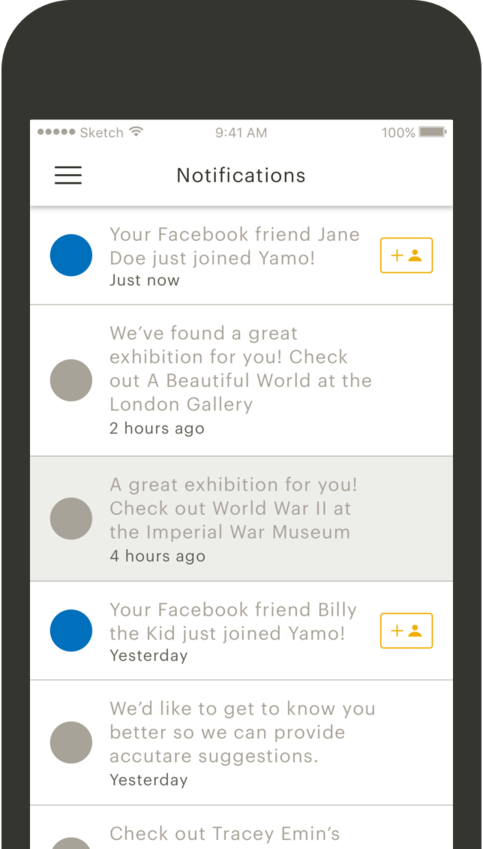 Sketch 9:41 AM 100%
Notifications
Your Facebook friend Jane
Doe just joined Yamo!
Just now
We’ve found a great
exhibition for you! Check
out A Beautiful World at the
London Gallery
2 hours ago
A great exhibition for you!
Check out World War II at
the Imperial War Museum
4 hours ago
Your Facebook friend Billy
the Kid just joined Yamo!
Yesterday
We’d like to get to know you
better so we can provide
accutare suggestions.
Yesterday
Check out Tracey Emin’s